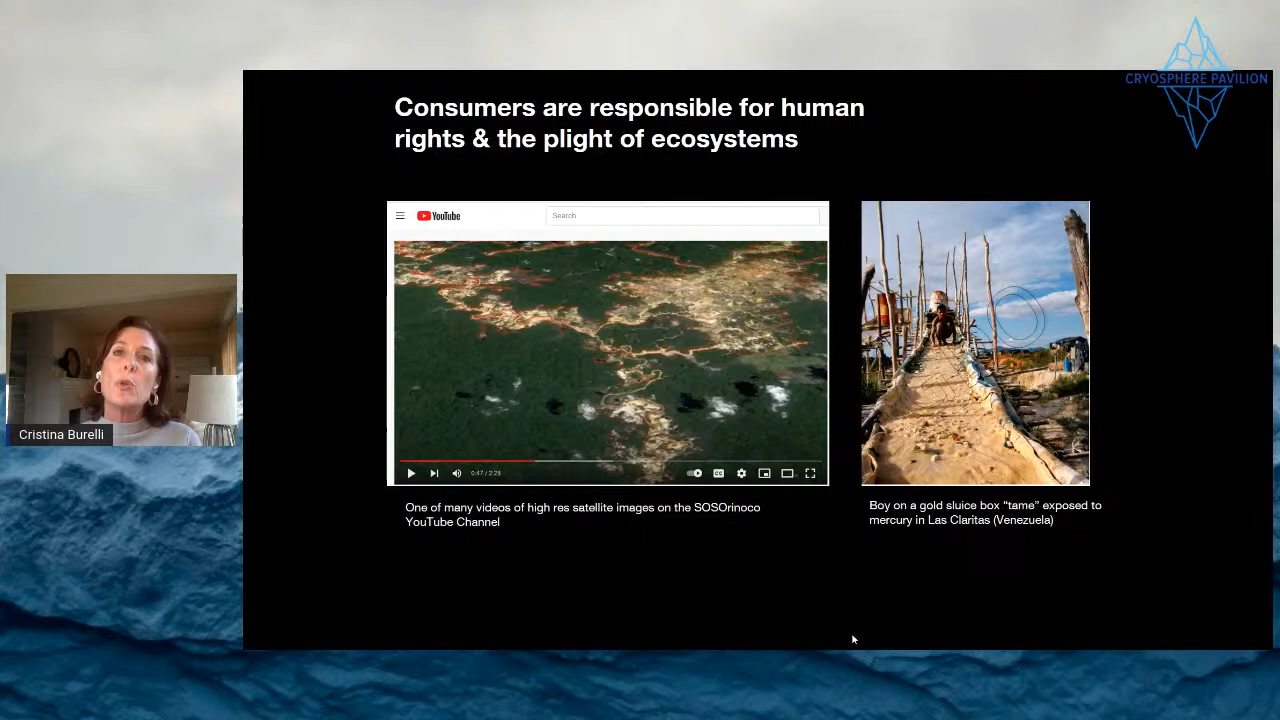 CRYOSPHERE PAVILION
Consumers are responsible for human
rights & the plight of ecosystems
YouTube
Search
0:47 / 2:28
CC
Cristina Burelli
One of many videos of high res satellite images on the SOSOrinoco
YouTube Channel
Boy on a gold sluice box “tame” exposed to
mercury in Las Claritas (Venezuela)